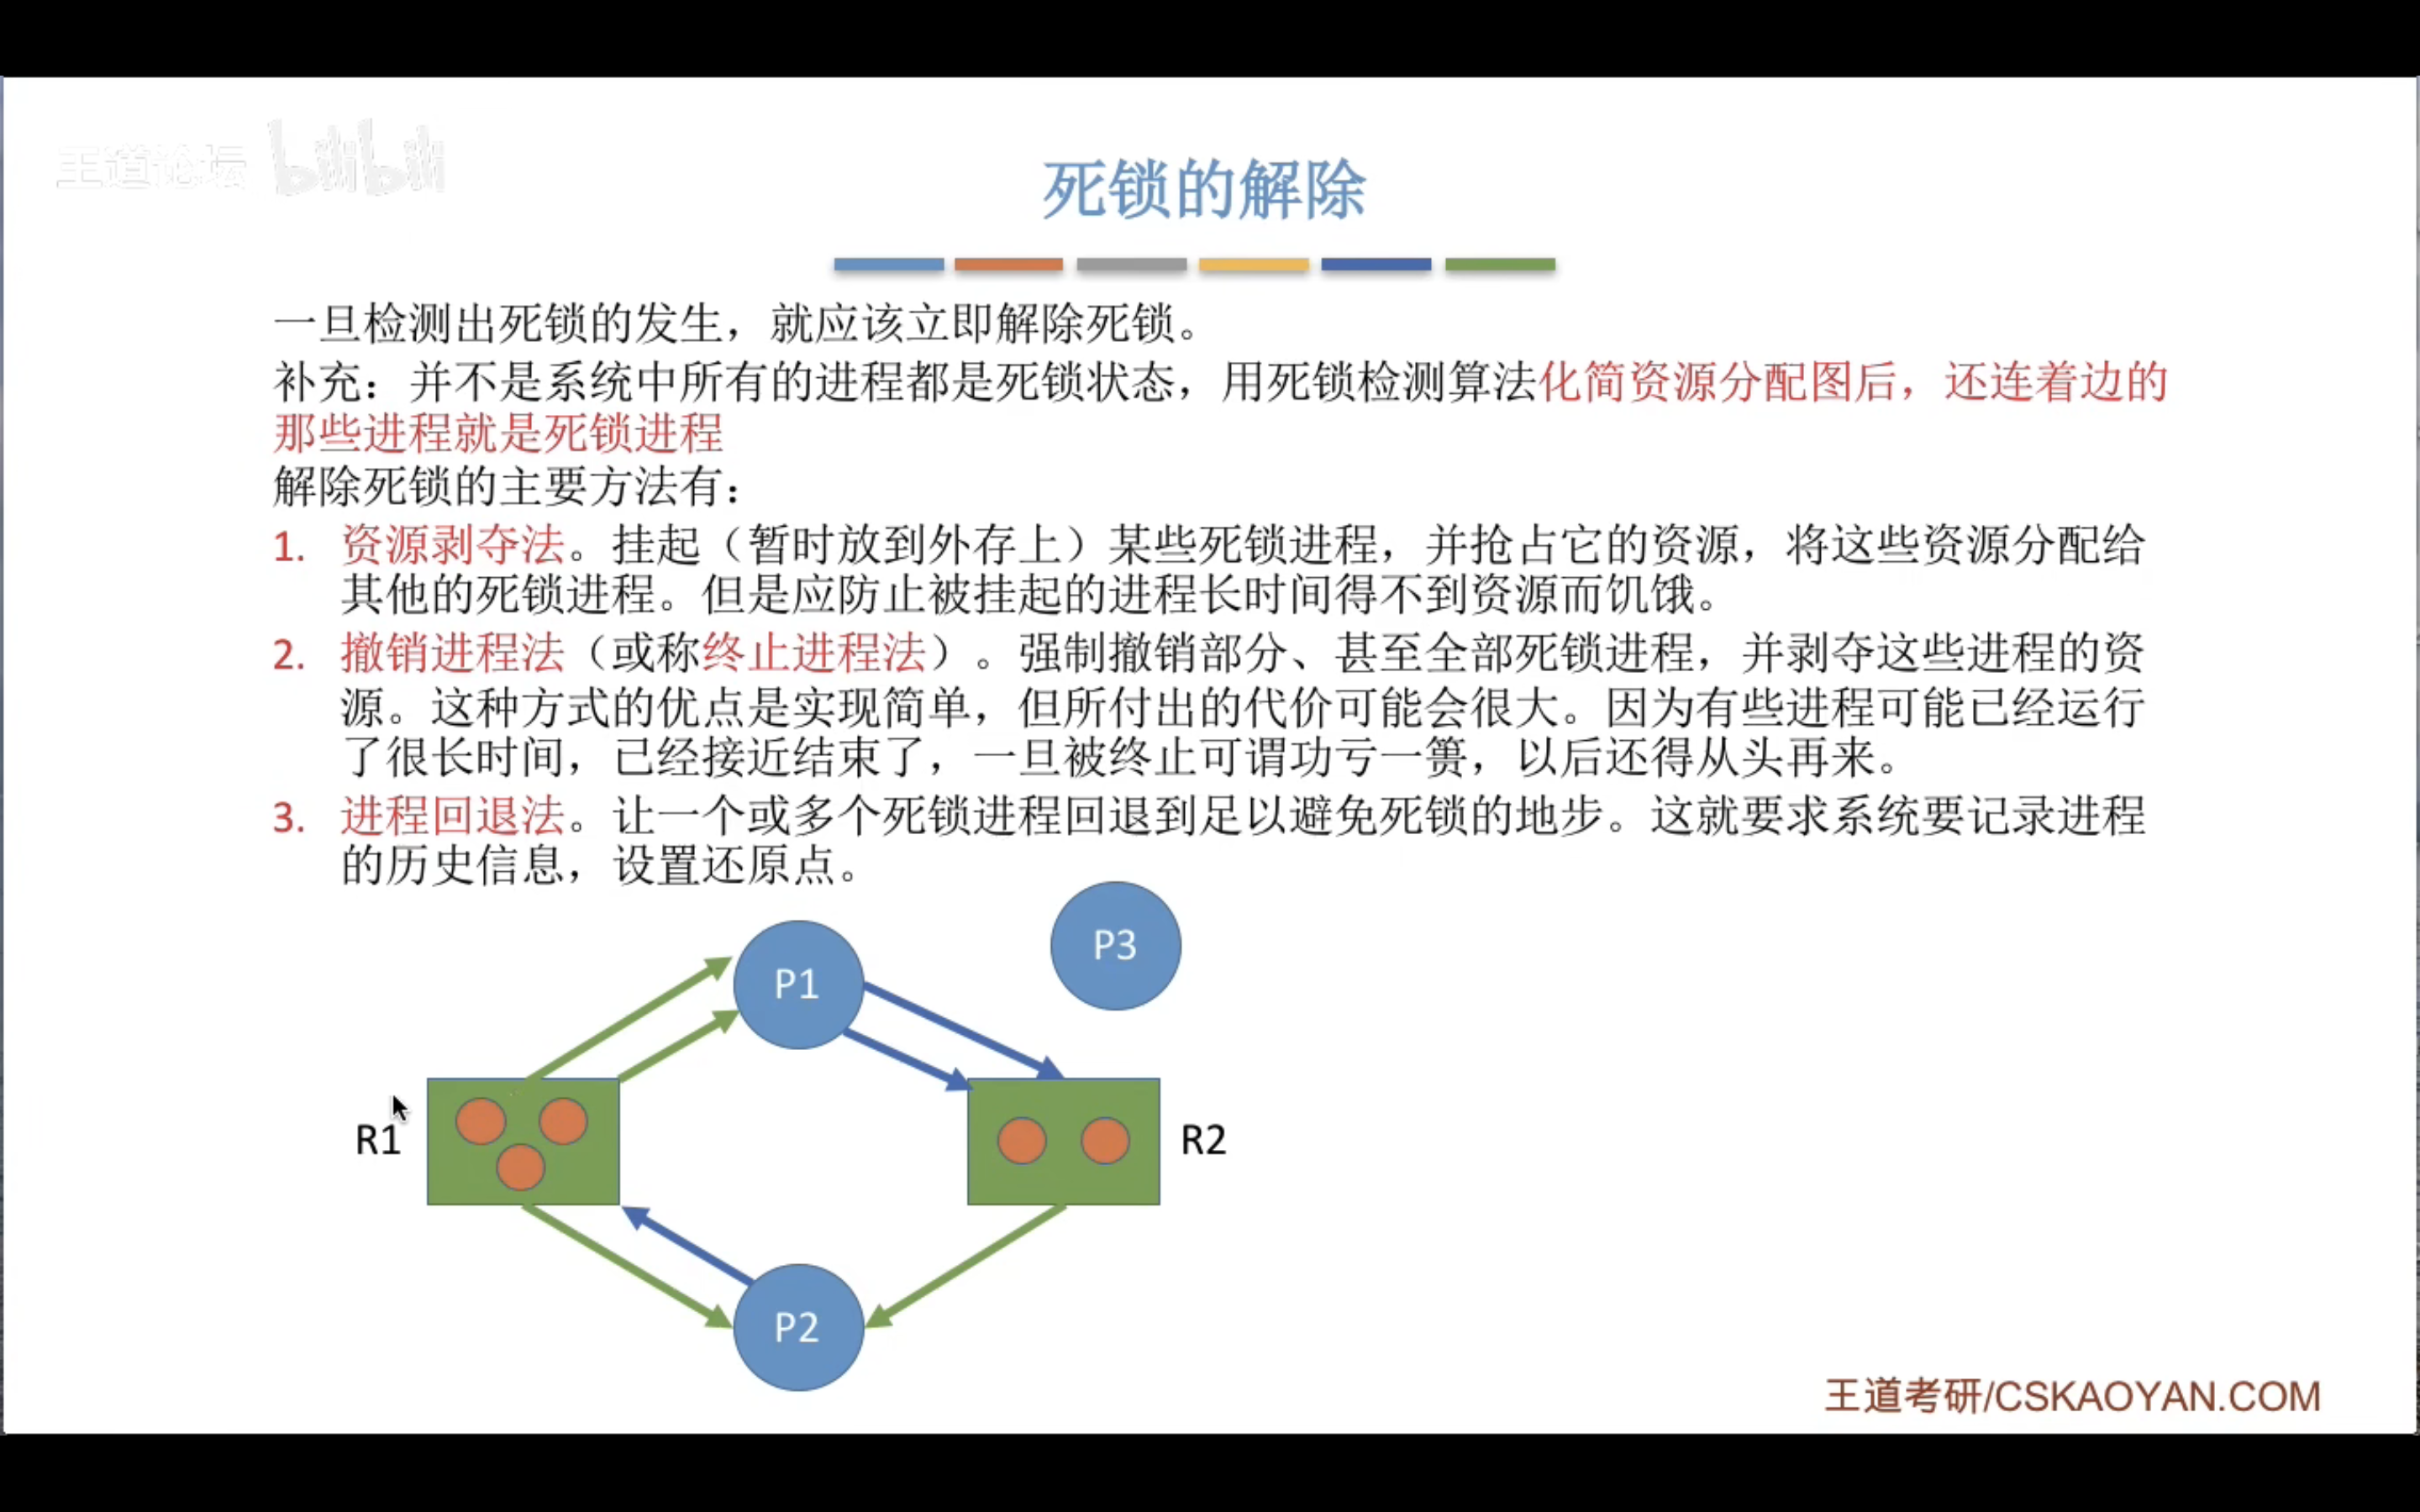 王道论坛 bilibili
死锁的解除
一旦检测出死锁的发生，就应该立即解除死锁。
补充：并不是系统中所有的进程都是死锁状态，用死锁检测算法化简资源分配图后，还连着边的
那些进程就是死锁进程
解除死锁的主要方法有：
1. 资源剥夺法。挂起（暂时放到外存上）某些死锁进程，并抢占它的资源，将这些资源分配给
其他的死锁进程。但是应防止被挂起的进程长时间得不到资源而饥饿。
2. 撤销进程法（或称终止进程法）。强制撤销部分、甚至全部死锁进程，并剥夺这些进程的资
源。这种方式的优点是实现简单，但所付出的代价可能会很大。因为有些进程可能已经运行
了很长时间，已经接近结束了，一旦被终止可谓功亏一篑，以后还得从头再来。
3. 进程回退法。让一个或多个死锁进程回退到足以避免死锁的地步。这就要求系统要记录进程
的历史信息，设置还原点。
P3
P1
R1
R2
P2
王道考研/CSKAOYAN.COM